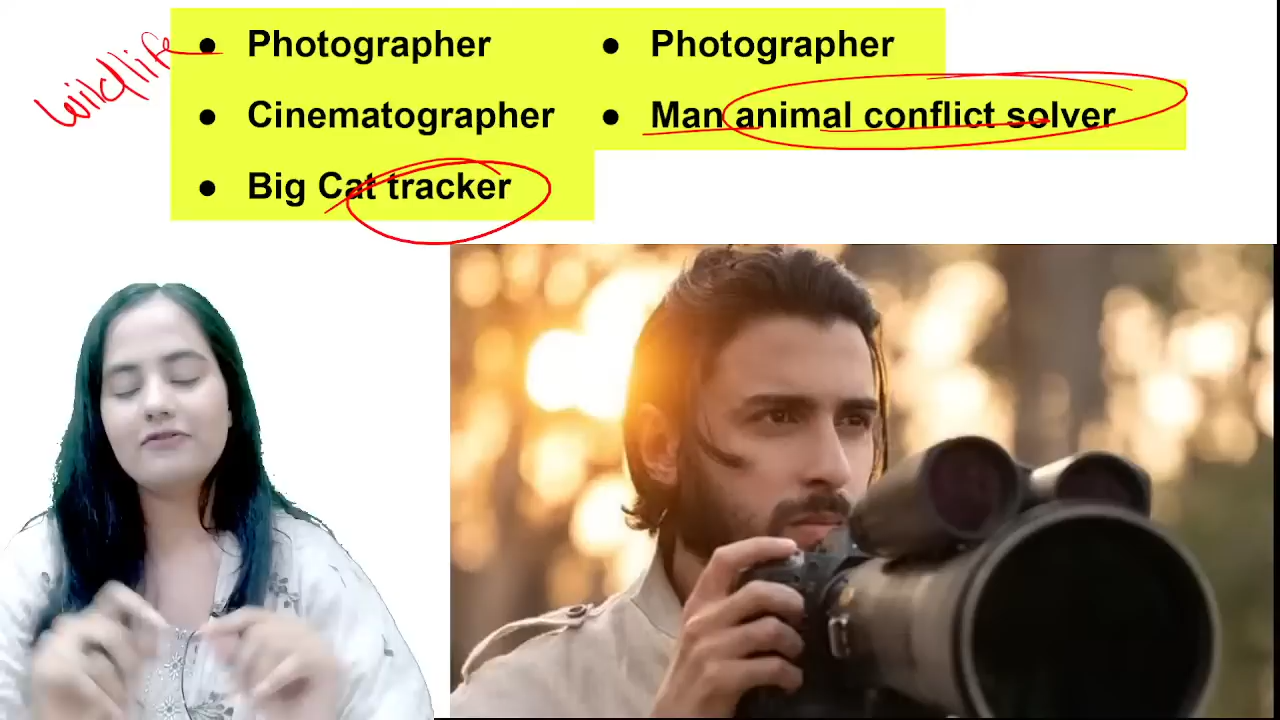 wildlife
● Photographer
● Cinematographer
● Big Cat tracker
● Photographer
● Man animal conflict solver